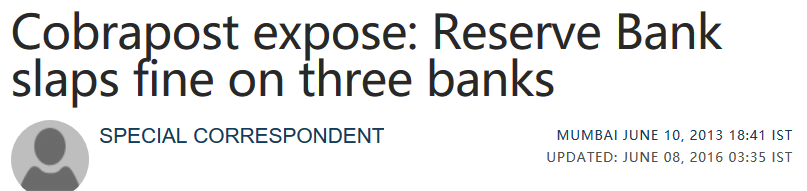 Cobrapost expose: Reserve Bank
slaps fine on three banks
SPECIAL CORRESPONDENT
MUMBAI JUNE 10, 2013 18:41 IST
UPDATED: JUNE 08, 2016 03:35 IST